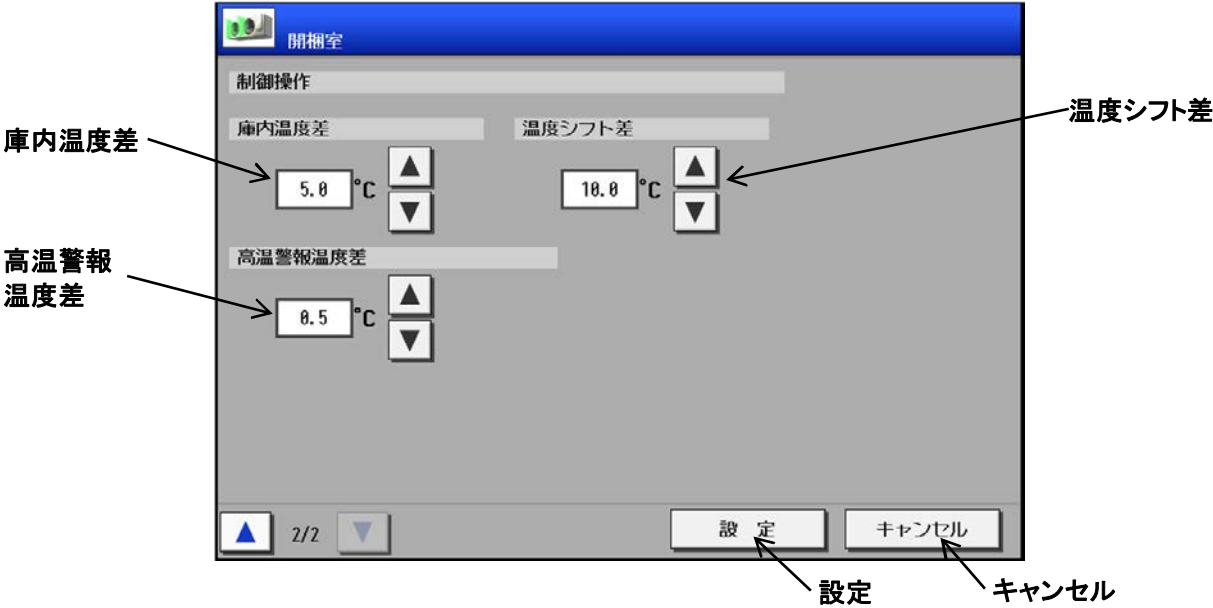 開梱室
制御操作
庫内温度差
温度シフト差
5.0 °C ▲
▼
10.0 °C ▲
▼
高温警報温度差
0.5 °C ▲
▼
▲ 2/2 ▼
設 定
キャンセル
庫内温度差
高温警報
温度差
温度シフト差
設定
キャンセル